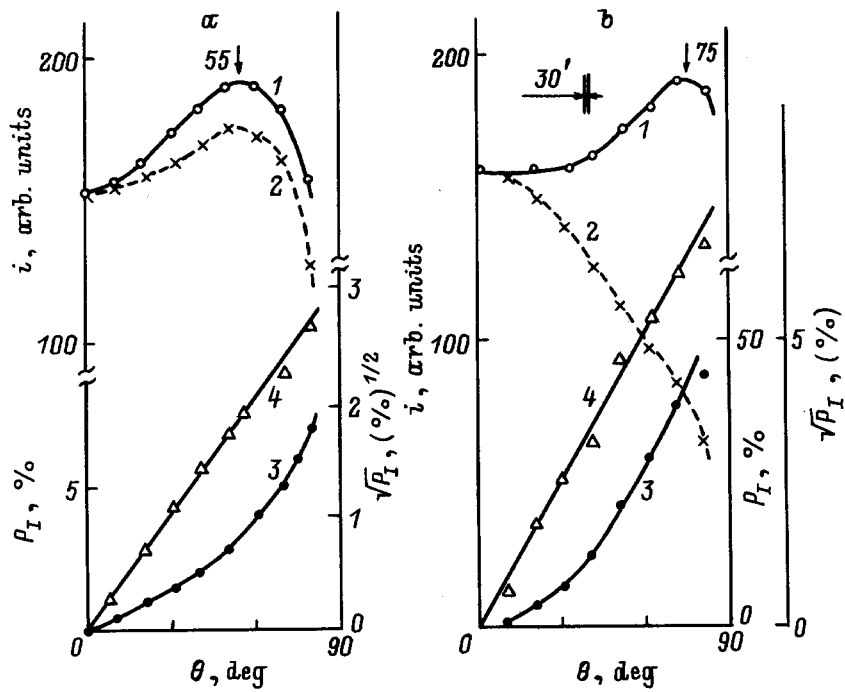 a
200
55
1
2
i, arb. units
3
100
4
2
√P_I, (%)^1/2
5
P_I, %
3
1
0
0
90
θ, deg
b
200
30'
75
1
2
i, arb. units
100
50
5
4
3
P_I, %
√P_I, (%)
0
0
0
90
θ, deg